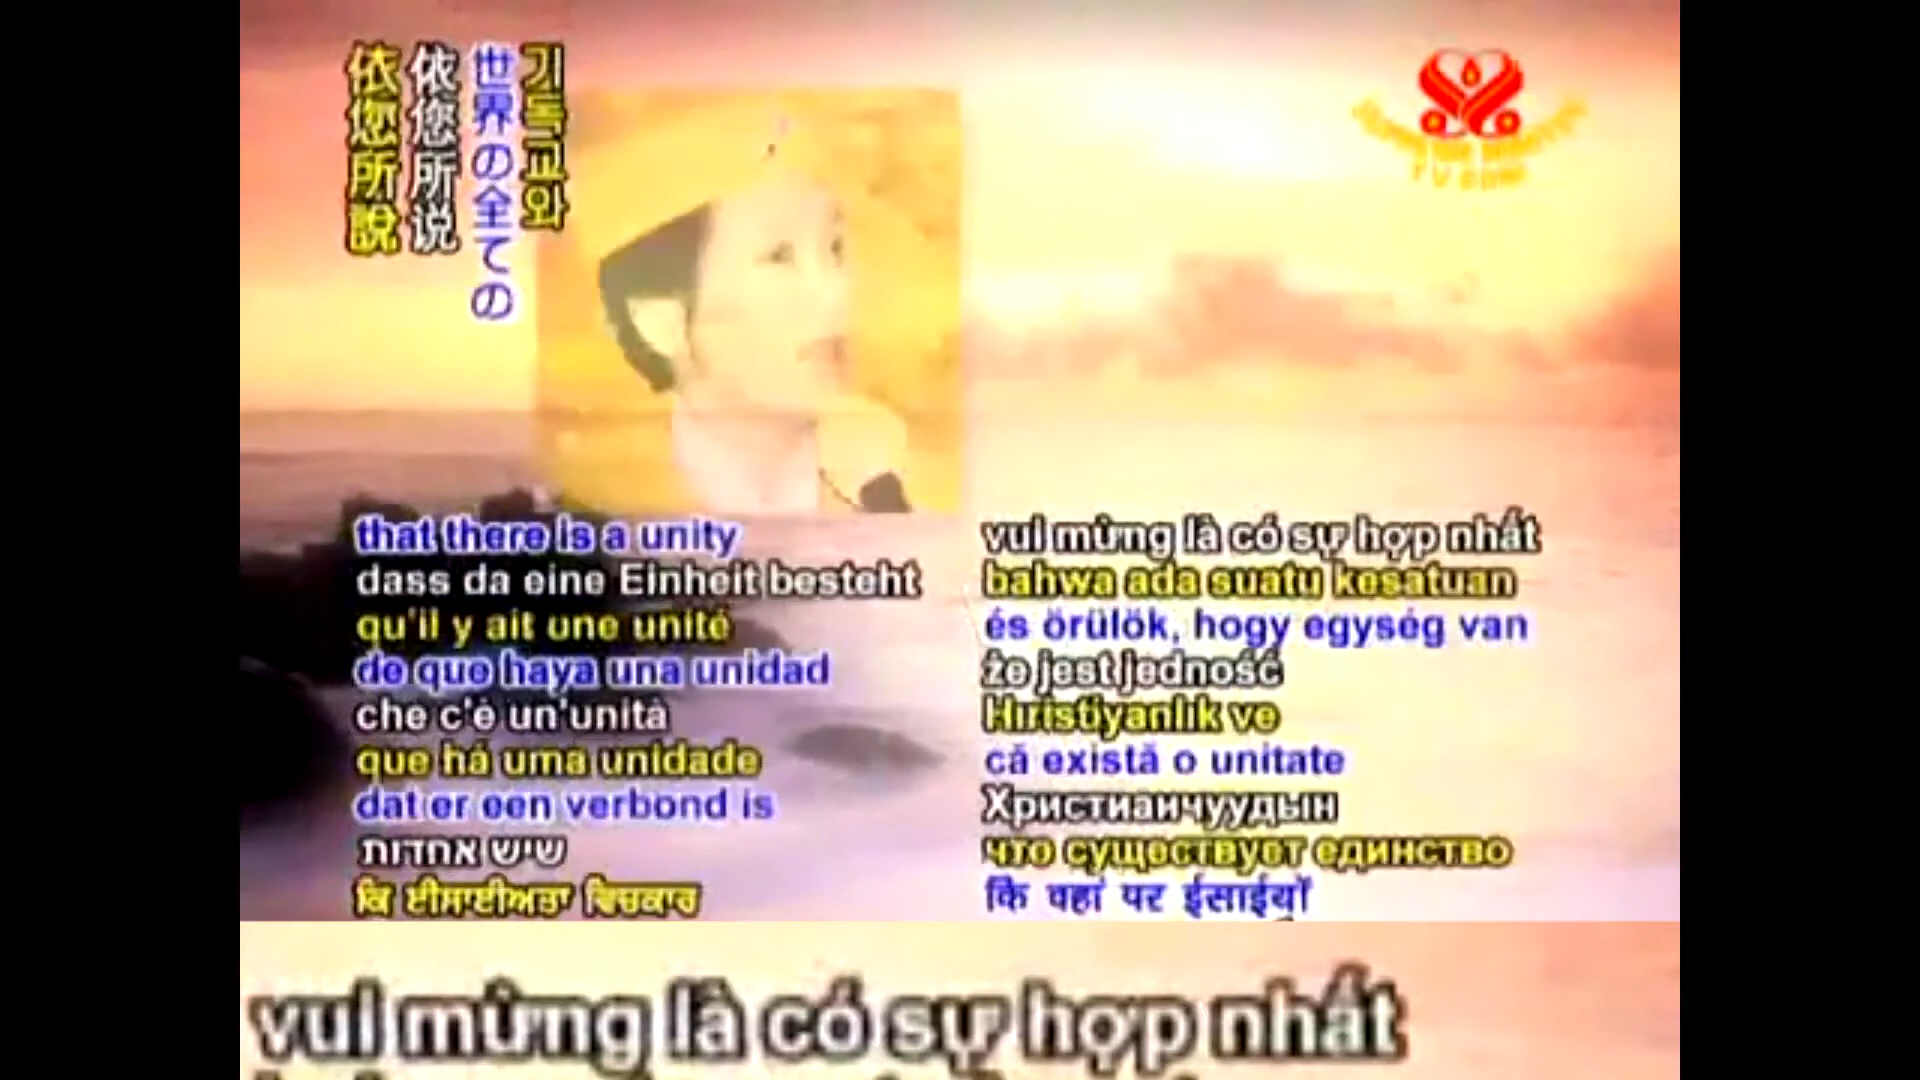 依您所說
依您所说
世界の全ての
기독교와
that there is a unity
dass da eine Einheit besteht
qu'il y ait une unité
de que haya una unidad
che c'è un'unità
que há uma unidade
dat er een verbond is
שיש אחדות
ਕਿ ਈਸਾਈਅਤਾ ਵਿਚਕਾਰ
vui mừng là có sự hợp nhất
bahwa ada suatu kesatuan
és örülök, hogy egység van
że jest jedność
Hıristiyanlık ve
că există o unitate
Христианчуудын
что существует единство
कि वहां पर ईसाईयों
vui mừng là có sự hợp nhất